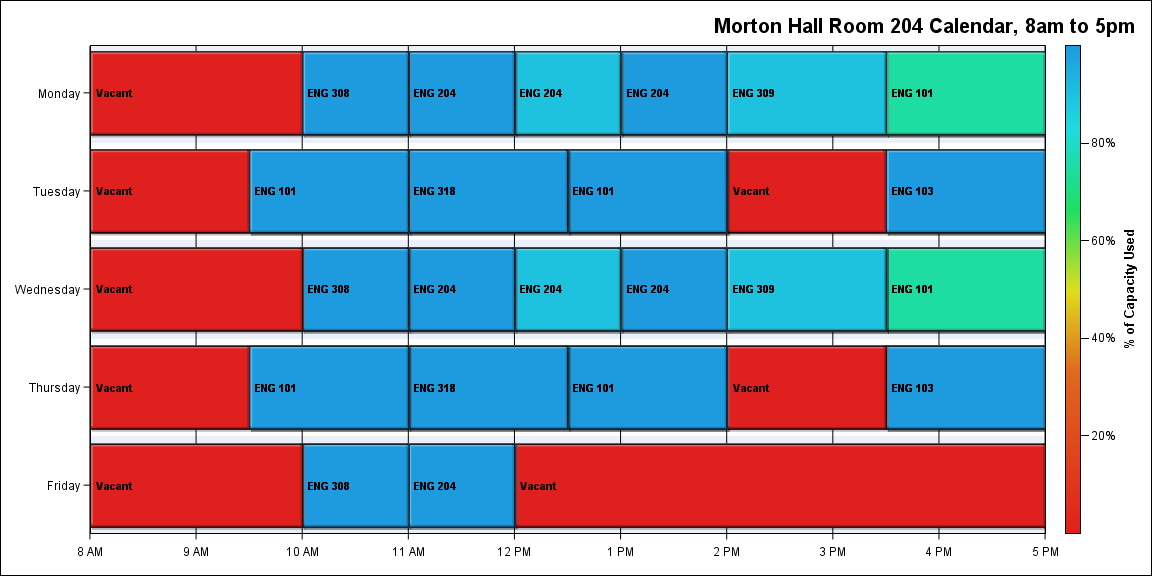 Morton Hall Room 204 Calendar, 8am to 5pm
Monday
Vacant
ENG 308
ENG 204
ENG 204
ENG 204
ENG 309
ENG 101
Tuesday
Vacant
ENG 101
ENG 318
ENG 101
Vacant
ENG 103
Wednesday
Vacant
ENG 308
ENG 204
ENG 204
ENG 204
ENG 309
ENG 101
Thursday
Vacant
ENG 101
ENG 318
ENG 101
Vacant
ENG 103
Friday
Vacant
ENG 308
ENG 204
Vacant
8 AM
9 AM
10 AM
11 AM
12 PM
1 PM
2 PM
3 PM
4 PM
5 PM
80%
60%
40%
20%
% of Capacity Used